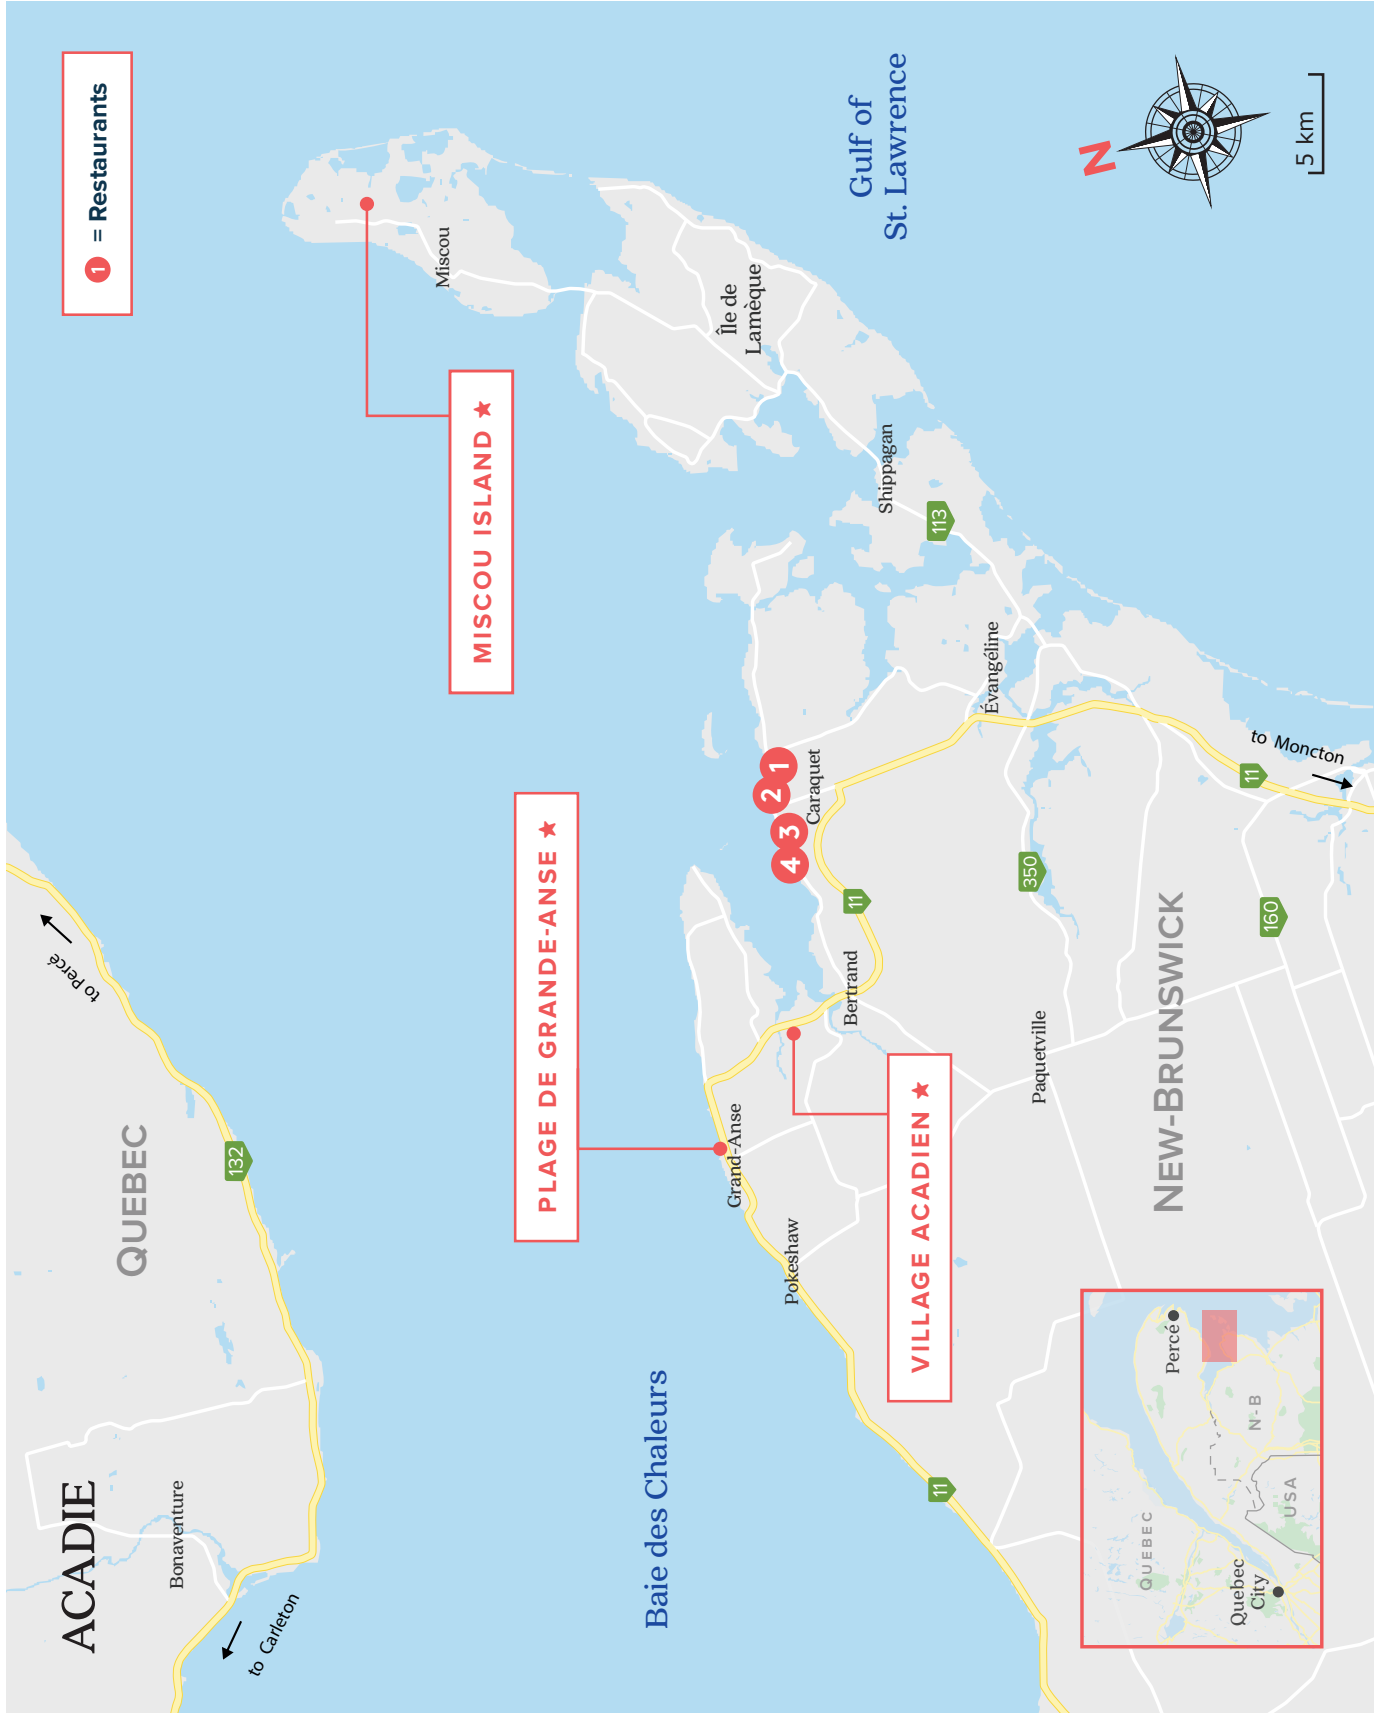 ACADIE
Bonaventure
to Carleton
QUEBEC
132
to Percé
1 = Restaurants
Baie des Chaleurs
PLAGE DE GRANDE-ANSE ★
MISCOU ISLAND ★
Miscou
Île de
Lamèque
Gulf of
St. Lawrence
N
5 km
Shippagan
113
Évangéline
1
2
3
4
Caraquet
11
Bertrand
Grand-Anse
Pokeshaw
VILLAGE ACADIEN ★
11
Paquetville
350
NEW-BRUNSWICK
160
11
to Moncton
Percé
N-B
USA
QUEBEC
Quebec
City